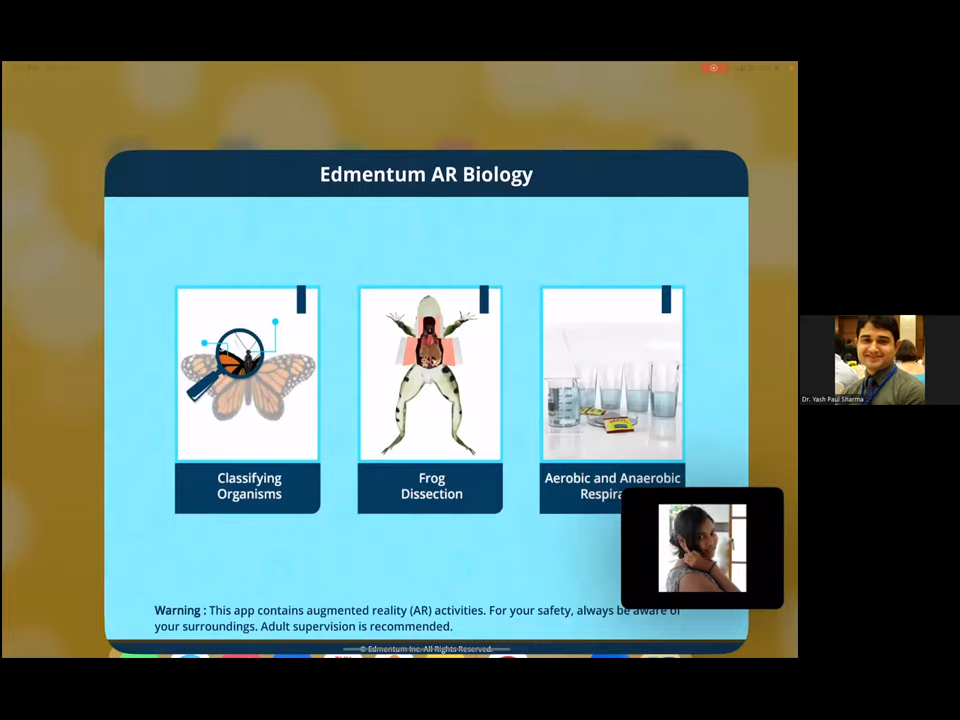 Edmentum AR Biology
Classifying
Organisms
Frog
Dissection
Aerobic and Anaerobic
Respira
Warning : This app contains augmented reality (AR) activities. For your safety, always be aware of
your surroundings. Adult supervision is recommended.
© Edmentum Inc. All Rights Reserved.
Dr. Yash Paul Sharma